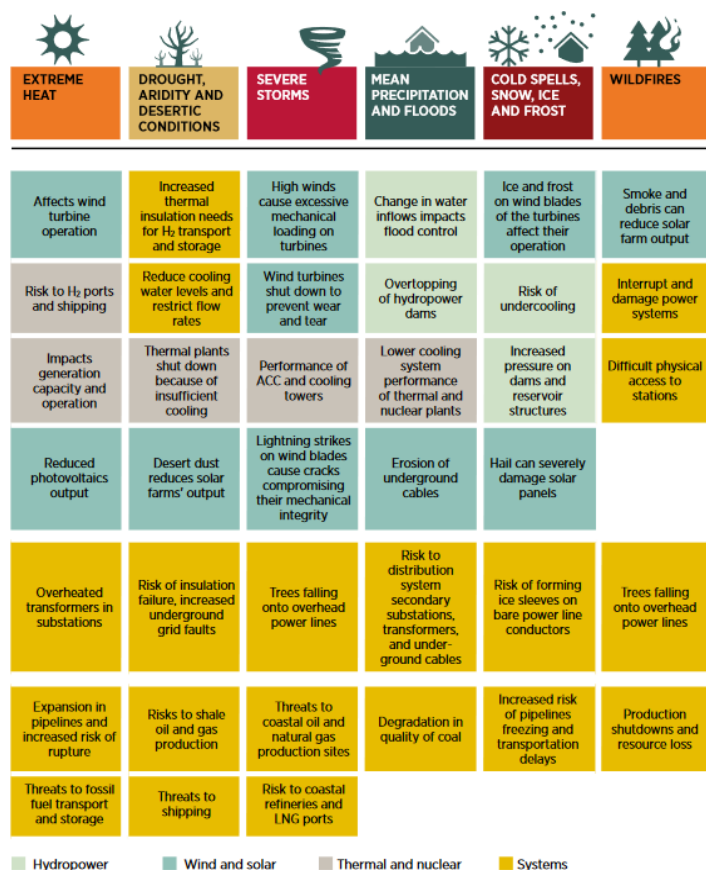 EXTREME
HEAT
DROUGHT,
ARIDITY AND
DESERTIC
CONDITIONS
SEVERE
STORMS
MEAN
PRECIPITATION
AND FLOODS
COLD SPELLS,
SNOW, ICE
AND FROST
WILDFIRES
Affects wind
turbine
operation
Increased
thermal
insulation needs
for H₂ transport
and storage
High winds
cause excessive
mechanical
loading on
turbines
Change in water
inflows impacts
flood control
Ice and frost
on wind blades
of the turbines
affect their
operation
Smoke and
debris can
reduce solar
farm output
Risk to H₂ ports
and shipping
Reduce cooling
water levels and
restrict flow
rates
Wind turbines
shut down to
prevent wear
and tear
Overtopping
of hydropower
dams
Risk of
undercooling
Interrupt and
damage power
systems
Impacts
generation
capacity and
operation
Thermal plants
shut down
because of
insufficient
cooling
Performance of
ACC and cooling
towers
Lower cooling
system
performance
of thermal and
nuclear plants
Increased
pressure on
dams and
reservoir
structures
Difficult physical
access to
stations
Reduced
photovoltaics
output
Desert dust
reduces solar
farms' output
Lightning strikes
on wind blades
cause cracks
compromising
their mechanical
integrity
Erosion of
underground
cables
Hail can severely
damage solar
panels
Overheated
transformers in
substations
Risk of insulation
failure, increased
underground
grid faults
Trees falling
onto overhead
power lines
Risk to
distribution
system
secondary
substations,
transformers,
and under-
ground cables
Risk of forming
ice sleeves on
bare power line
conductors
Trees falling
onto overhead
power lines
Expansion in
pipelines and
increased risk of
rupture
Risks to shale
oil and gas
production
Threats to
coastal oil and
natural gas
production sites
Degradation in
quality of coal
Increased risk
of pipelines
freezing and
transportation
delays
Production
shutdowns and
resource loss
Threats to fossil
fuel transport
and storage
Threats to
shipping
Risk to coastal
refineries and
LNG ports
Hydropower
Wind and solar
Thermal and nuclear
Systems